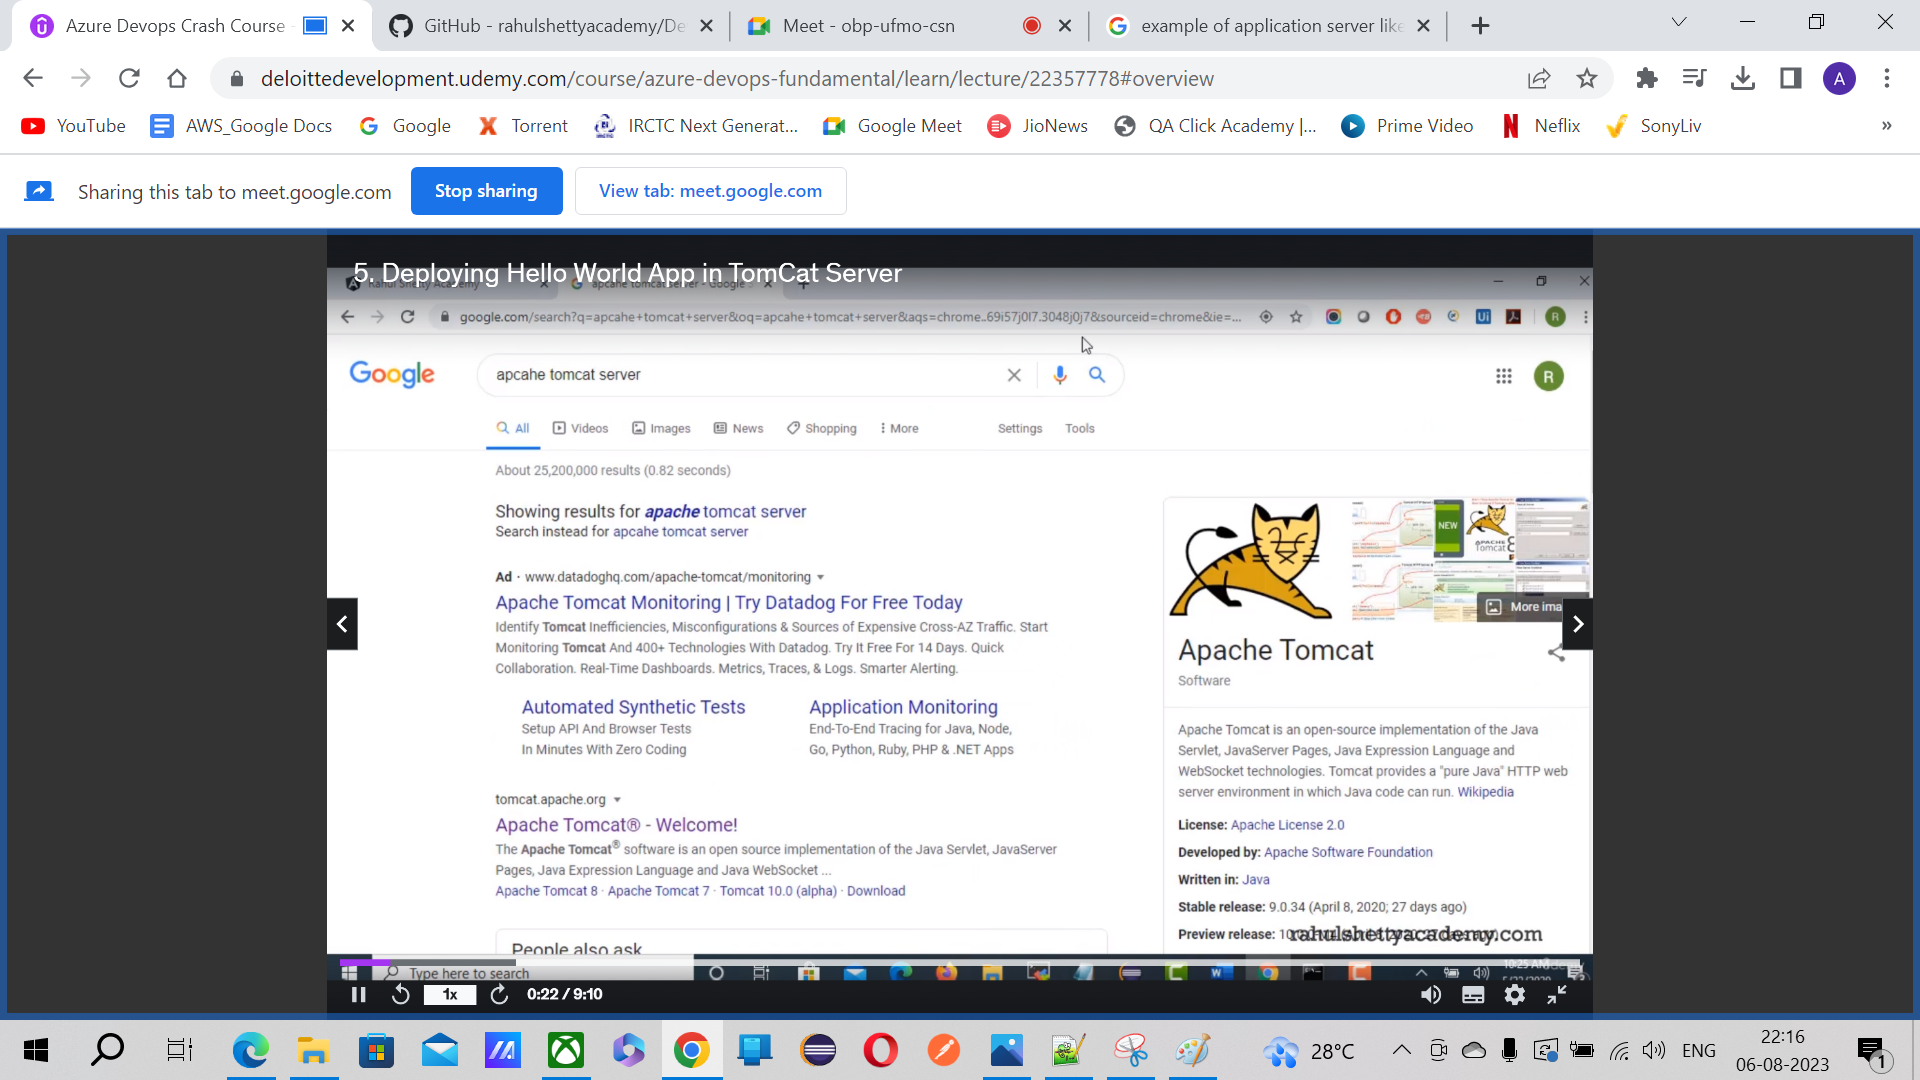 Azure Devops Crash Course
GitHub - rahulshettyacademy/De
Meet - obp-ufmo-csn
example of application server like
deloittedevelopment.udemy.com/course/azure-devops-fundamental/learn/lecture/22357778#overview
A
YouTube
AWS_Google Docs
Google
Torrent
IRCTC Next Generat...
Google Meet
JioNews
QA Click Academy |...
Prime Video
Neflix
SonyLiv
»
Sharing this tab to meet.google.com
Stop sharing
View tab: meet.google.com
5. Deploying Hello World App in TomCat Server
Rahul Shetty Academy
apcahe tomcat server - Google
google.com/search?q=apcahe+tomcat+server&oq=apcahe+tomcat+server&aqs=chrome..69i57j0l7.3048j0j7&sourceid=chrome&ie=...
R
Google
apcahe tomcat server
R
All
Videos
Images
News
Shopping
More
Settings
Tools
About 25,200,000 results (0.82 seconds)
Showing results for apache tomcat server
Search instead for apcahe tomcat server
Ad · www.datadoghq.com/apache-tomcat/monitoring
Apache Tomcat Monitoring | Try Datadog For Free Today
Identify Tomcat Inefficiencies, Misconfigurations & Sources of Expensive Cross-AZ Traffic. Start
Monitoring Tomcat And 400+ Technologies With Datadog. Try It Free For 14 Days. Quick
Collaboration. Real-Time Dashboards. Metrics, Traces, & Logs. Smarter Alerting.
Automated Synthetic Tests
Setup API And Browser Tests
In Minutes With Zero Coding
Application Monitoring
End-To-End Tracing for Java, Node,
Go, Python, Ruby, PHP & .NET Apps
tomcat.apache.org
Apache Tomcat® - Welcome!
The Apache Tomcat® software is an open source implementation of the Java Servlet, JavaServer
Pages, Java Expression Language and Java WebSocket ...
Apache Tomcat 8 · Apache Tomcat 7 · Tomcat 10.0 (alpha) · Download
People also ask
NEW
More ima
Apache Tomcat
Software
Apache Tomcat is an open-source implementation of the Java
Servlet, JavaServer Pages, Java Expression Language and
WebSocket technologies. Tomcat provides a "pure Java" HTTP web
server environment in which Java code can run. Wikipedia
License: Apache License 2.0
Developed by: Apache Software Foundation
Written in: Java
Stable release: 9.0.34 (April 8, 2020; 27 days ago)
Preview release:
rahulshettyacademy.com
Type here to search
1x
0:22 / 9:10
28°C
ENG
22:16
06-08-2023
1